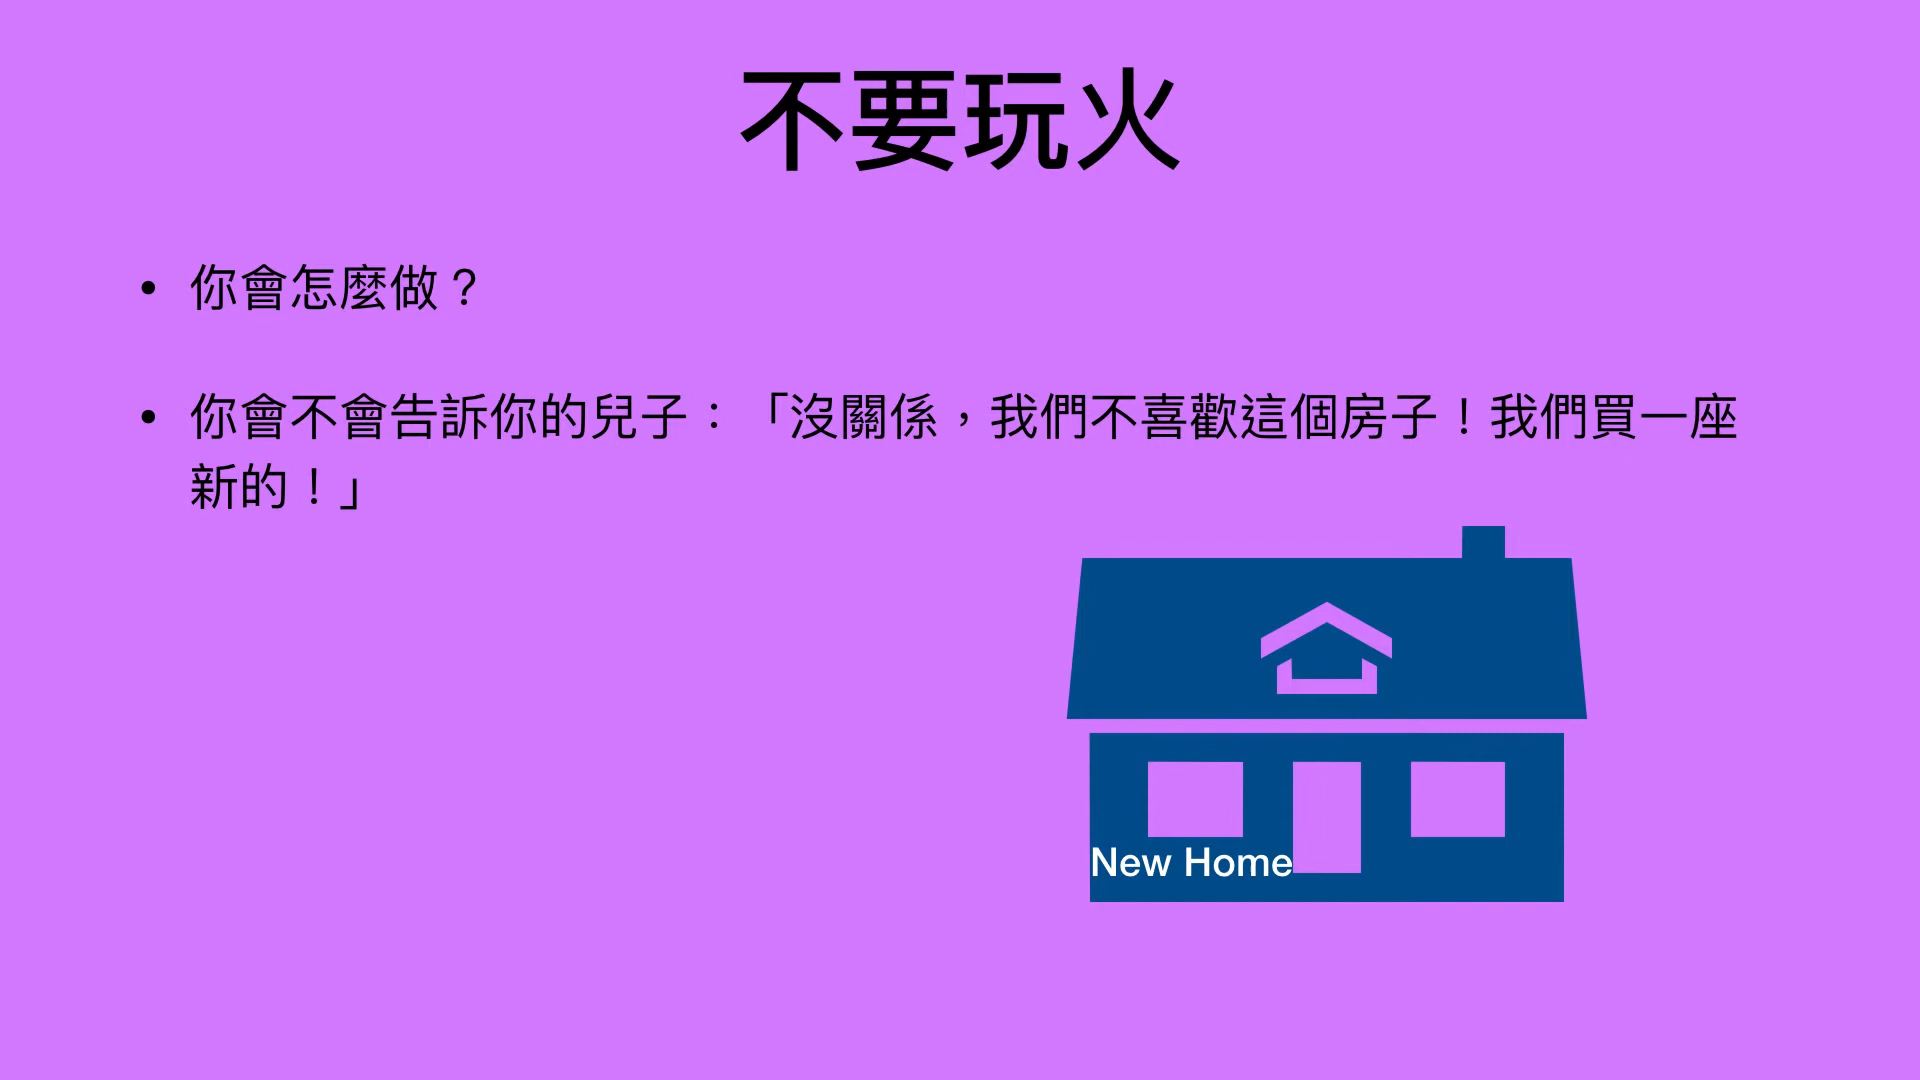 不要玩火
• 你會怎麼做？
• 你會不會告訴你的兒子：「沒關係，我們不喜歡這個房子！我們買一座
新的！」
New Home